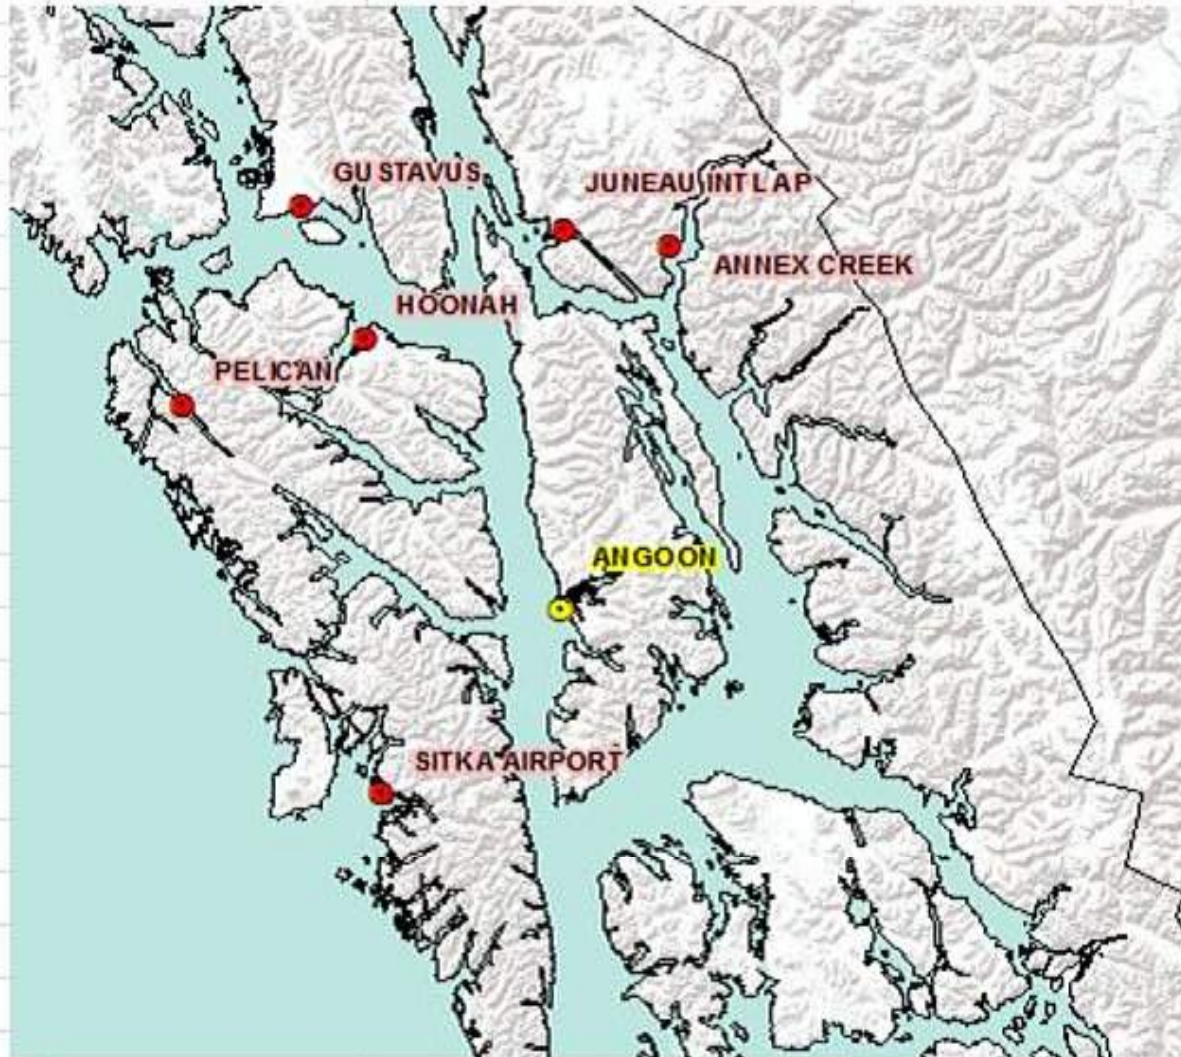 GUSTAVUS
JUNEAU INTL AP
ANNEX CREEK
HOONAH
PELICAN
ANGOON
SITKA AIRPORT